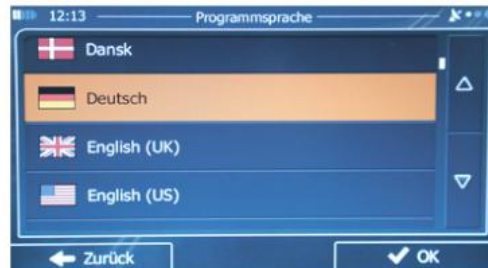 12:13
Programmsprache
Dansk
Deutsch
English (UK)
English (US)
Zurück
OK